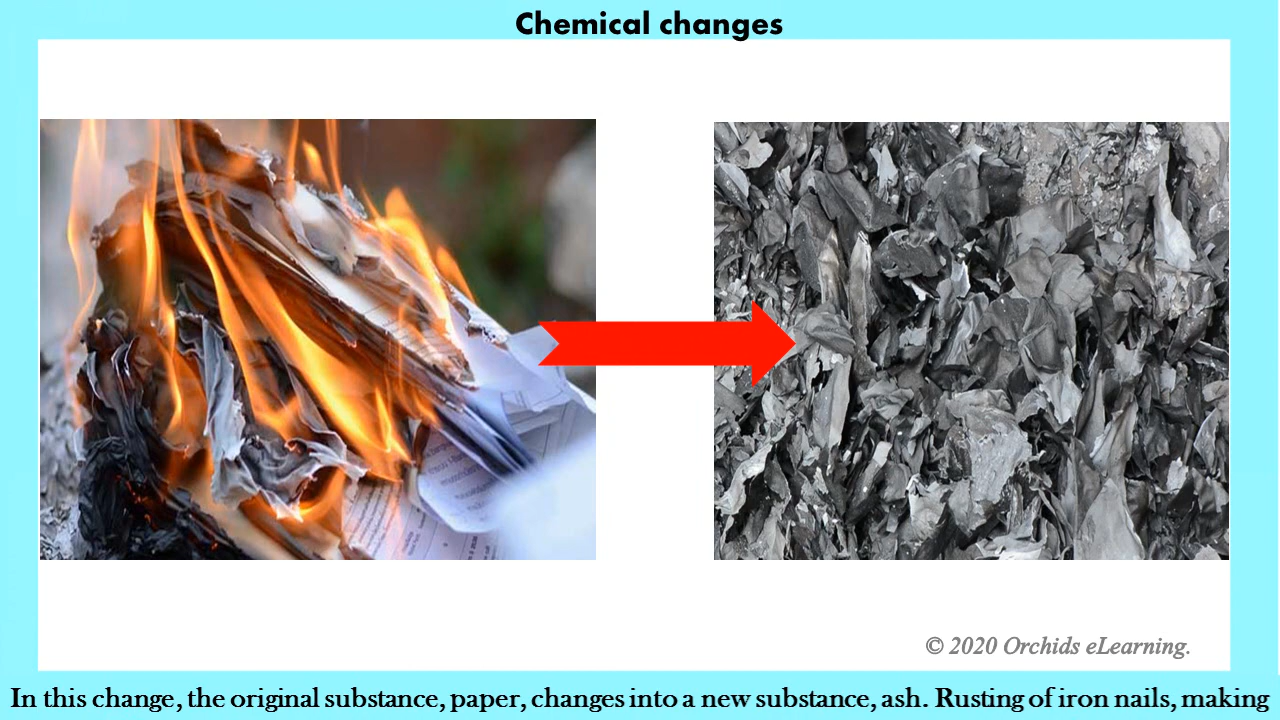 Chemical changes
© 2020 Orchids eLearning.
In this change, the original substance, paper, changes into a new substance, ash. Rusting of iron nails, making